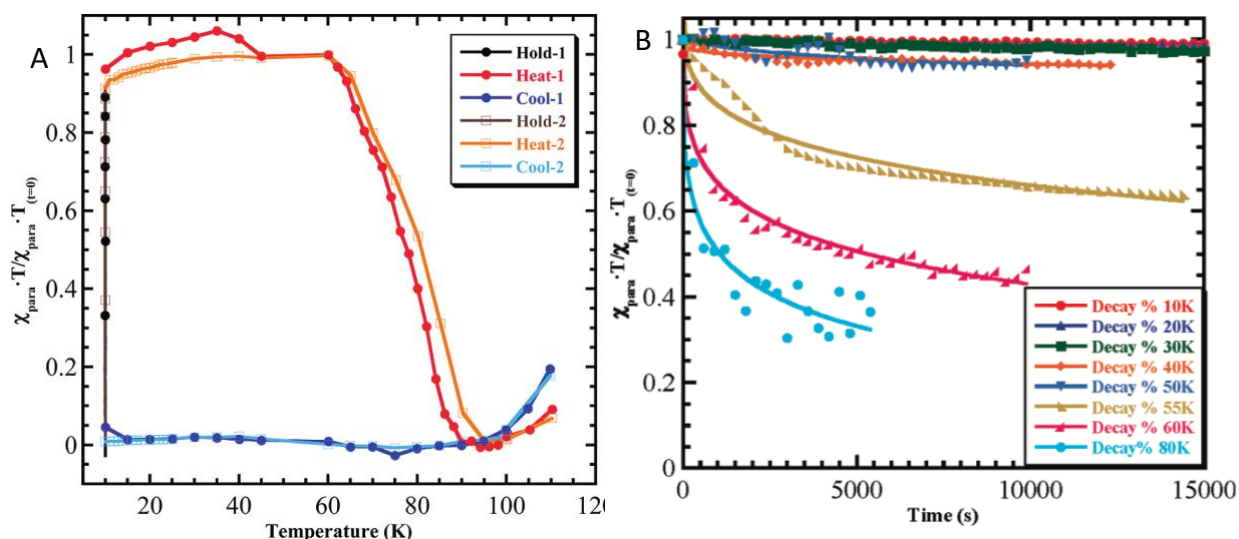 A
χpara·T/χpara·T(t=0)
1
0.8
0.6
0.4
0.2
0
20
40
60
80
100
120
Temperature (K)
Hold-1
Heat-1
Cool-1
Hold-2
Heat-2
Cool-2
B
χpara·T/χpara·T(t=0)
1
0.8
0.6
0.4
0.2
0
0
5000
10000
15000
Time (s)
Decay % 10K
Decay % 20K
Decay % 30K
Decay % 40K
Decay % 50K
Decay % 55K
Decay % 60K
Decay% 80K